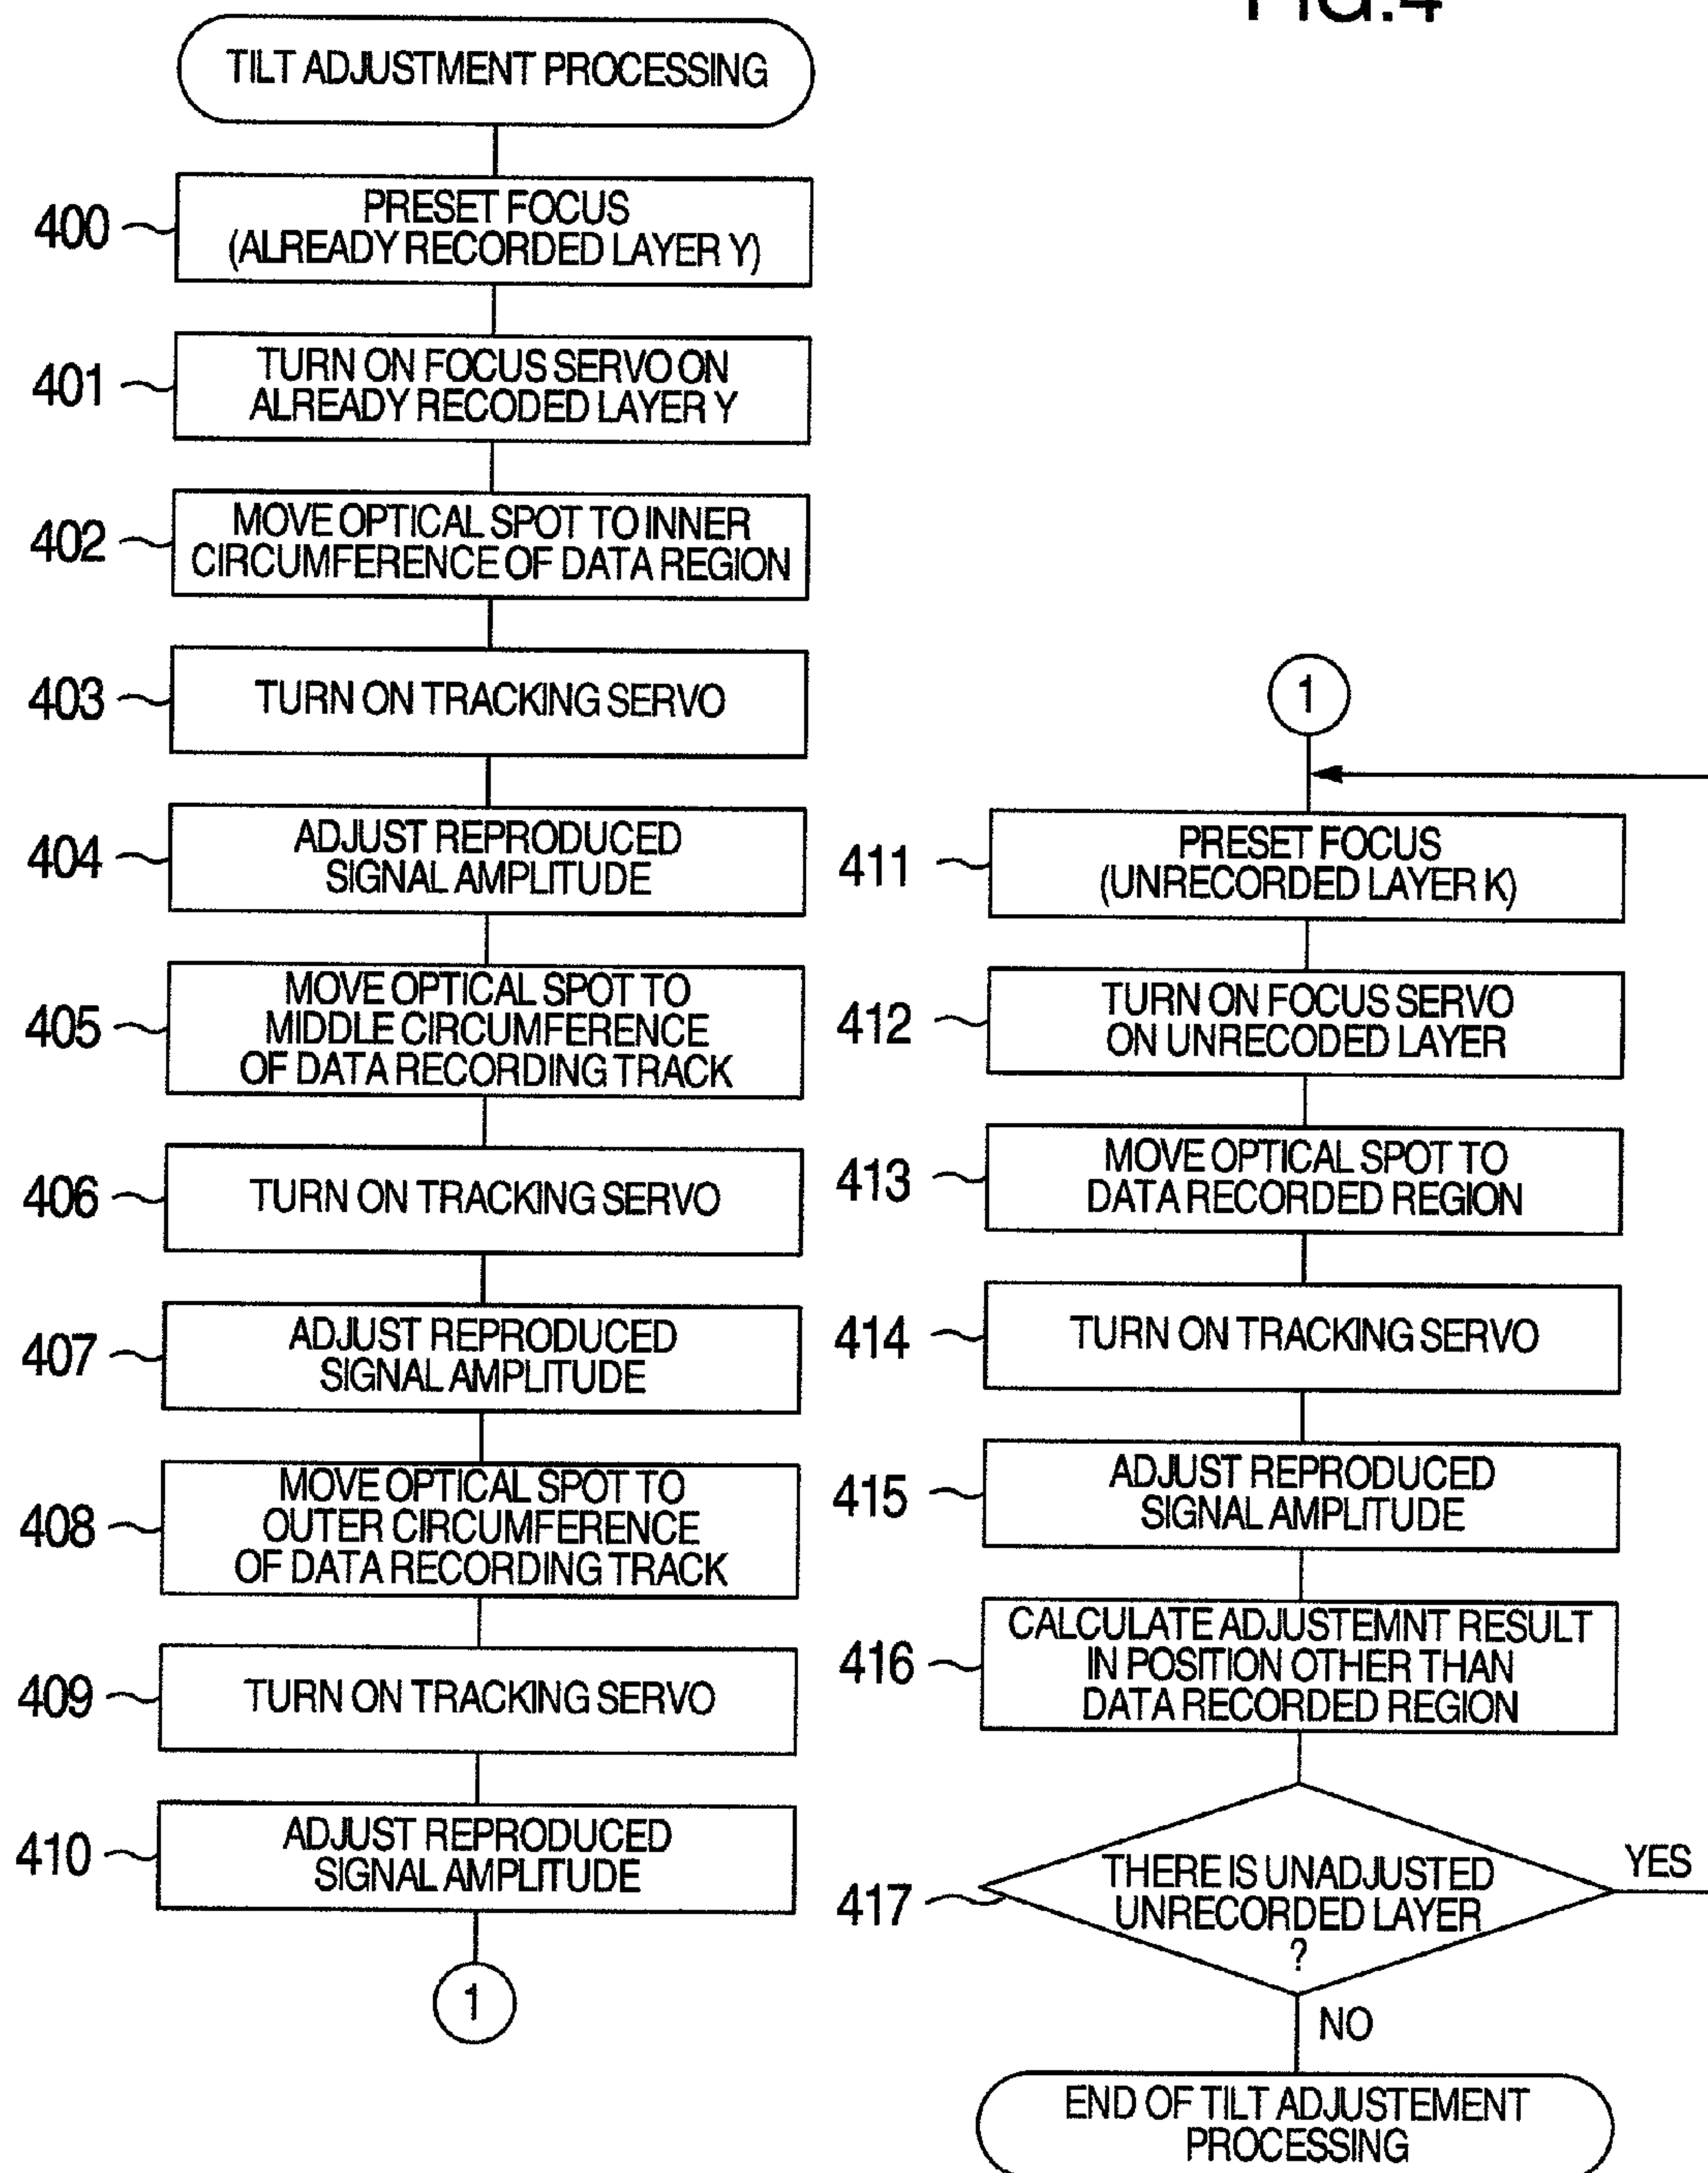 FIG.4
TILT ADJUSTMENT PROCESSING
400
PRESET FOCUS
(ALREADY RECORDED LAYER Y)
401
TURN ON FOCUS SERVO ON
ALREADY RECODED LAYER Y
402
MOVE OPTICAL SPOT TO INNER
CIRCUMFERENCE OF DATA REGION
403
TURN ON TRACKING SERVO
404
ADJUST REPRODUCED
SIGNAL AMPLITUDE
405
MOVE OPTICAL SPOT TO
MIDDLE CIRCUMFERENCE
OF DATA RECORDING TRACK
406
TURN ON TRACKING SERVO
407
ADJUST REPRODUCED
SIGNAL AMPLITUDE
408
MOVE OPTICAL SPOT TO
OUTER CIRCUMFERENCE
OF DATA RECORDING TRACK
409
TURN ON TRACKING SERVO
410
ADJUST REPRODUCED
SIGNAL AMPLITUDE
1
1
411
PRESET FOCUS
(UNRECORDED LAYER K)
412
TURN ON FOCUS SERVO
ON UNRECODED LAYER
413
MOVE OPTICAL SPOT TO
DATA RECORDED REGION
414
TURN ON TRACKING SERVO
415
ADJUST REPRODUCED
SIGNAL AMPLITUDE
416
CALCULATE ADJUSTEMNT RESULT
IN POSITION OTHER THAN
DATA RECORDED REGION
417
THERE IS UNADJUSTED
UNRECORDED LAYER
?
YES
NO
END OF TILT ADJUSTEMENT
PROCESSING